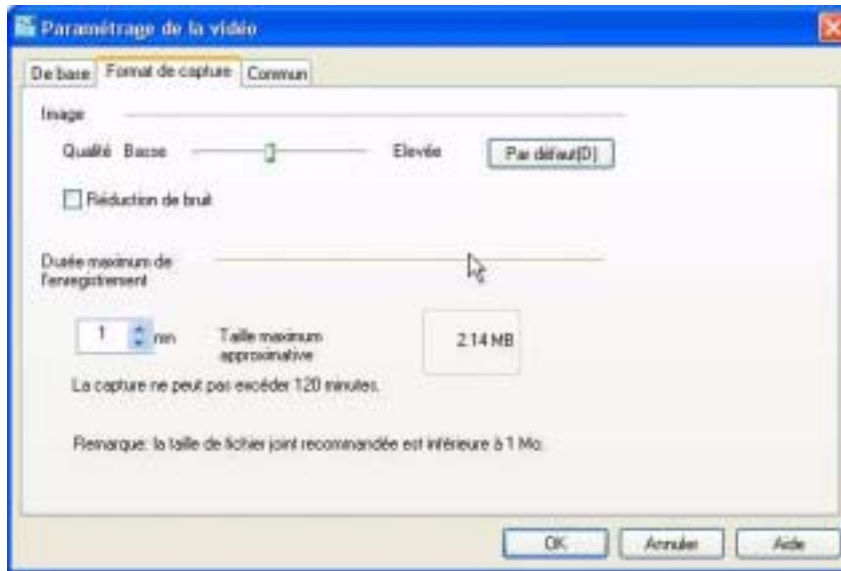 Paramétrage de la vidéo
De base Format de capture Commun
Image
Qualité Basse Elevée Par défaut(D)
Réduction de bruit
Durée maximum de
l'enregistrement
1 min Taille maximum
approximative
2.14 MB
La capture ne peut pas excéder 120 minutes.
Remarque: la taille de fichier joint recommandée est inférieure à 1 Mo.
OK Annuler Aide